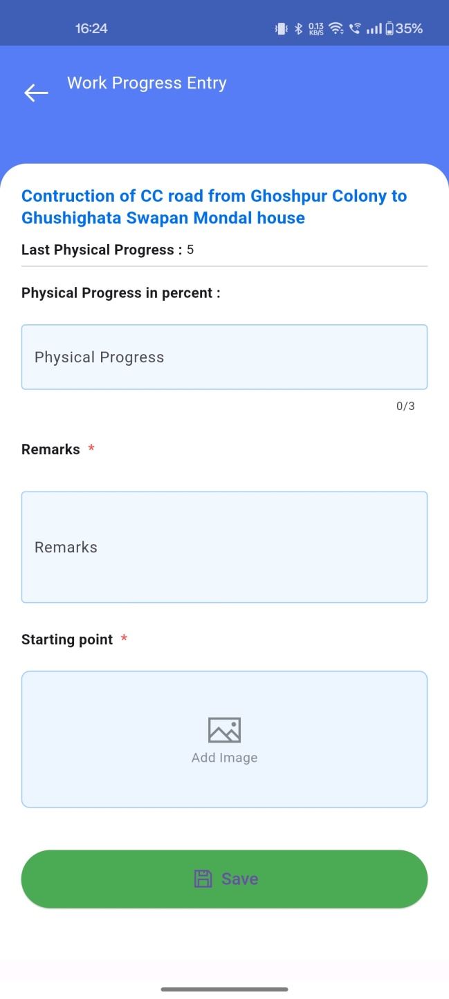 16:24
0.13
KB/S
35%
Work Progress Entry
Contruction of CC road from Ghoshpur Colony to
Ghushighata Swapan Mondal house
Last Physical Progress : 5
Physical Progress in percent :
Physical Progress
0/3
Remarks *
Remarks
Starting point *
Add Image
Save